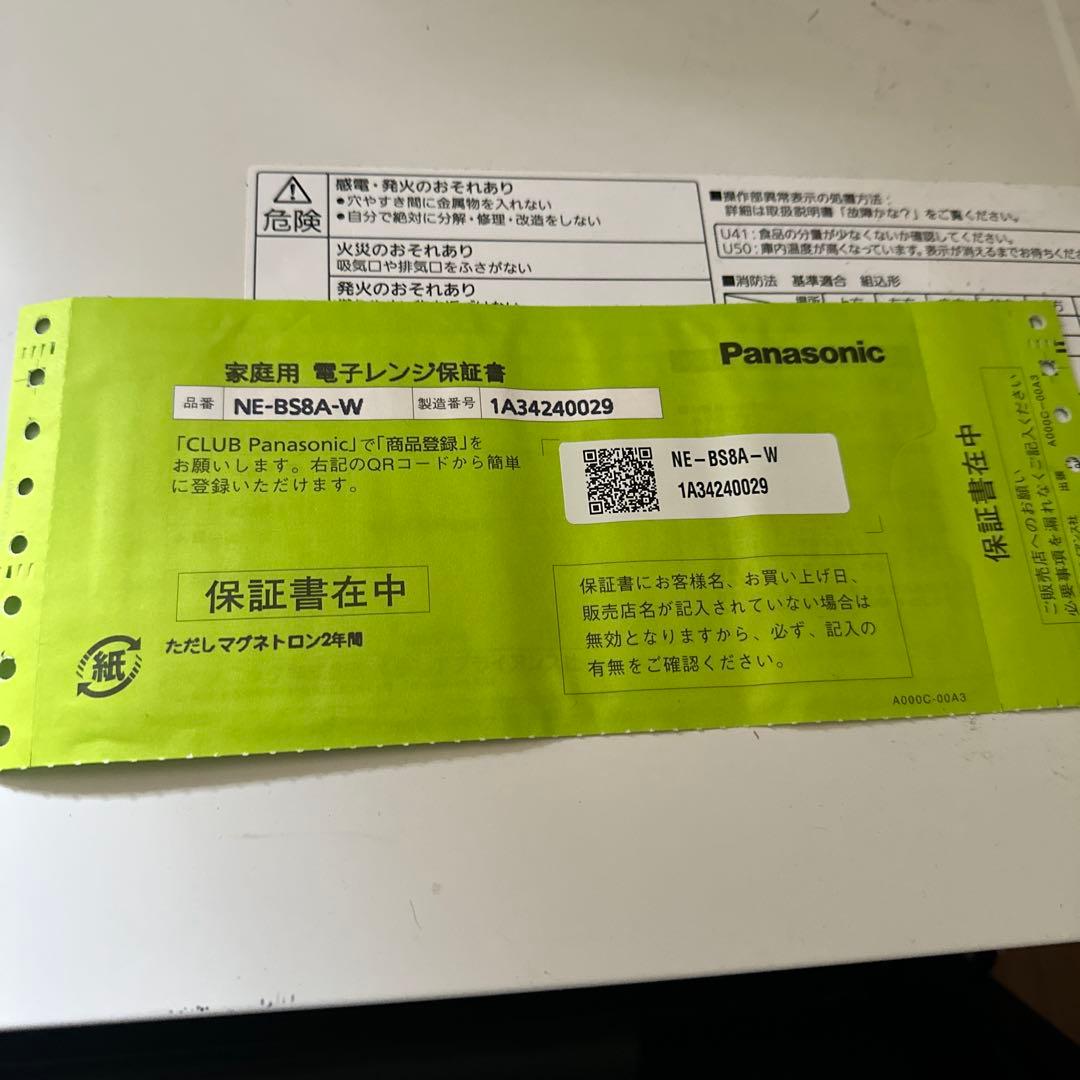 危険
感電・発火のおそれあり
●穴やすき間に金属物を入れない
●自分で絶対に分解・修理・改造をしない
火災のおそれあり
吸気口や排気口をふさがない
発火のおそれあり
■操作部異常表示の処置方法:
詳細は取扱説明書「故障かな?」をご覧ください。
U41:食品の分量が少なくないか確認してください。
U50:庫内温度が高くなっています。表示が消えるまでお待ちくださ
■消防法 基準適合 組込形
場所
Panasonic
家庭用 電子レンジ保証書
品番 NE-BS8A-W 製造番号 1A34240029
「CLUB Panasonic」で「商品登録」を
お願いします。右記のQRコードから簡単
に登録いただけます。
NE-BS8A-W
1A34240029
保証書在中
ただしマグネトロン2年間
紙
保証書にお客様名、お買い上げ日、
販売店名が記入されていない場合は
無効となりますから、必ず、記入の
有無をご確認ください。
A000C-00A3
保証書在中
ご販売店へのお願い
必要事項を漏れなくご記入ください
A000C-00A3